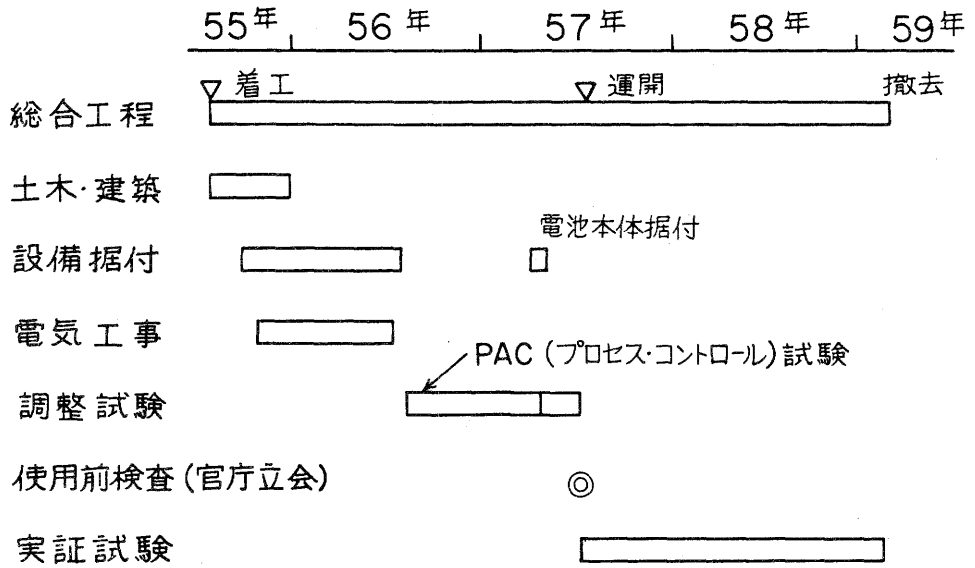 55年 56年 57年 58年 59年
▽着工 ▽運開 撤去
総合工程
土木・建築
電池本体据付
設備据付
電気工事
PAC(プロセス・コントロール)試験
調整試験
使用前検査(官庁立会) ◎
実証試験